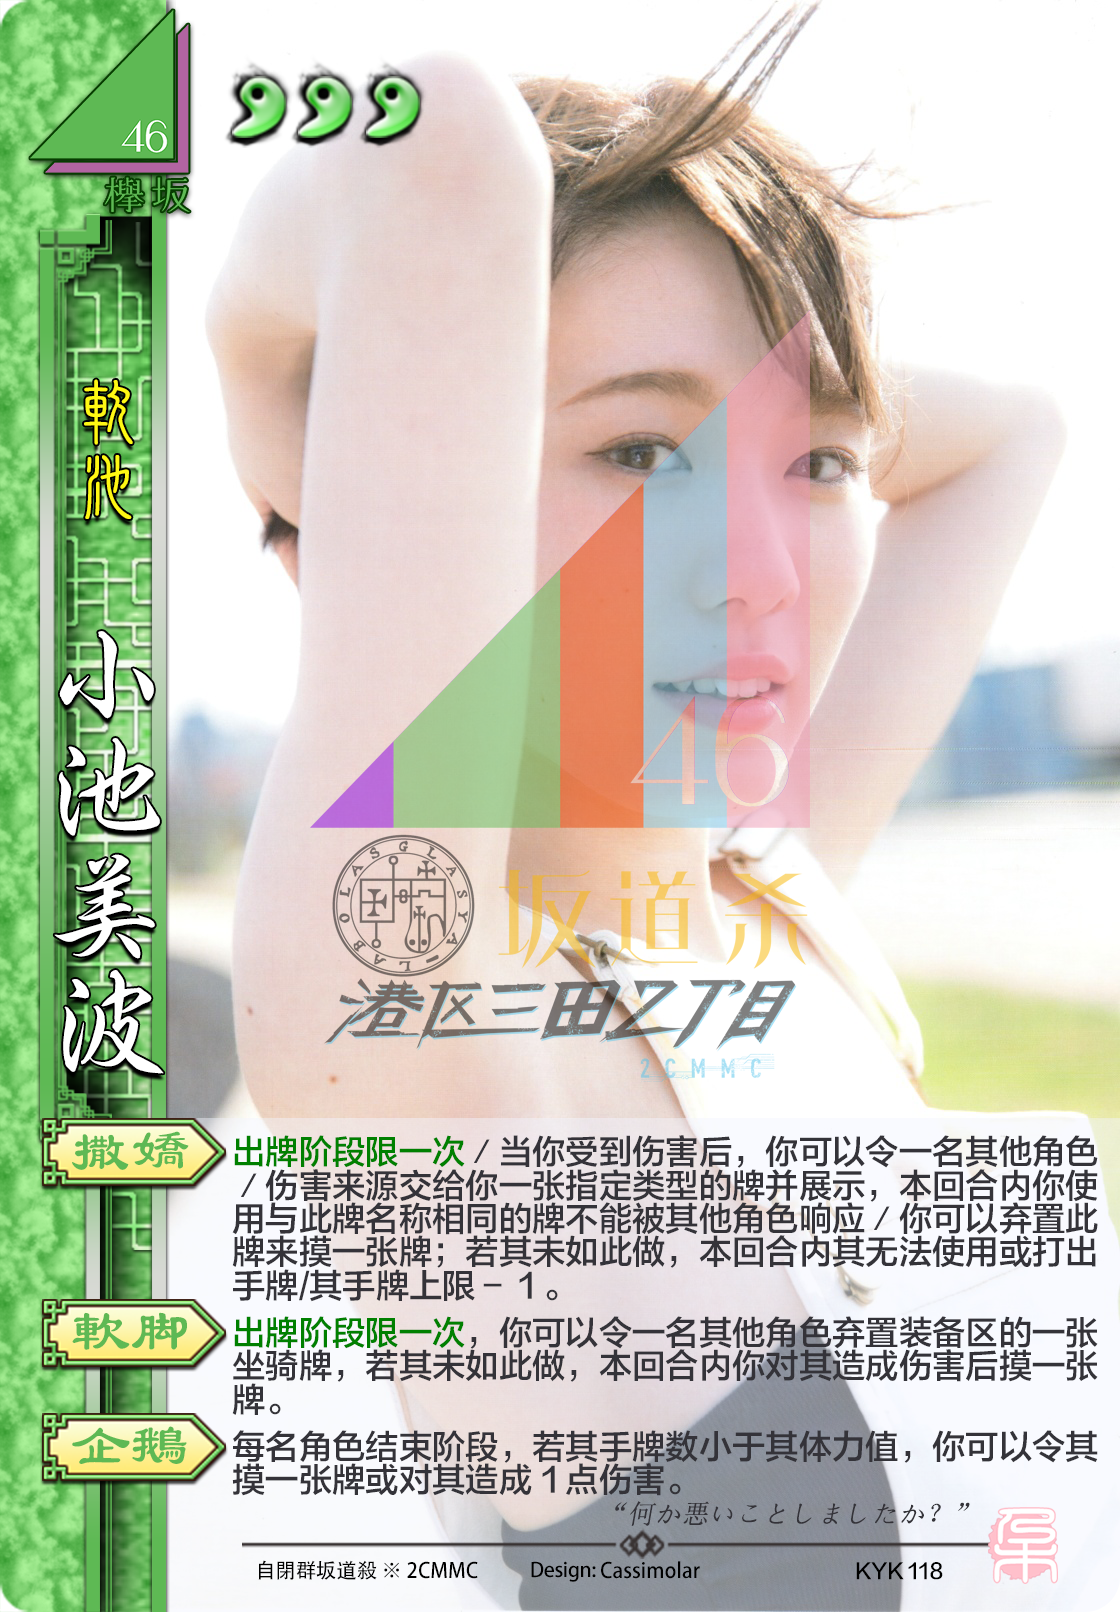 46
欅坂
軟池
小池美波
46
GLASYA-LABOLAS
坂道杀
港区三田2丁目
2CMMC
撒嬌
出牌阶段限一次／当你受到伤害后，你可以令一名其他角色
／伤害来源交给你一张指定类型的牌并展示，本回合内你使
用与此牌名称相同的牌不能被其他角色响应／你可以弃置此
牌来摸一张牌；若其未如此做，本回合内其无法使用或打出
手牌/其手牌上限－１。
軟脚
出牌阶段限一次，你可以令一名其他角色弃置装备区的一张
坐骑牌，若其未如此做，本回合内你对其造成伤害后摸一张
牌。
企鵝
每名角色结束阶段，若其手牌数小于其体力值，你可以令其
摸一张牌或对其造成１点伤害。
“何か悪いことしましたか？”
自閉群坂道殺 ※ 2CMMC Design: Cassimolar KYK 118